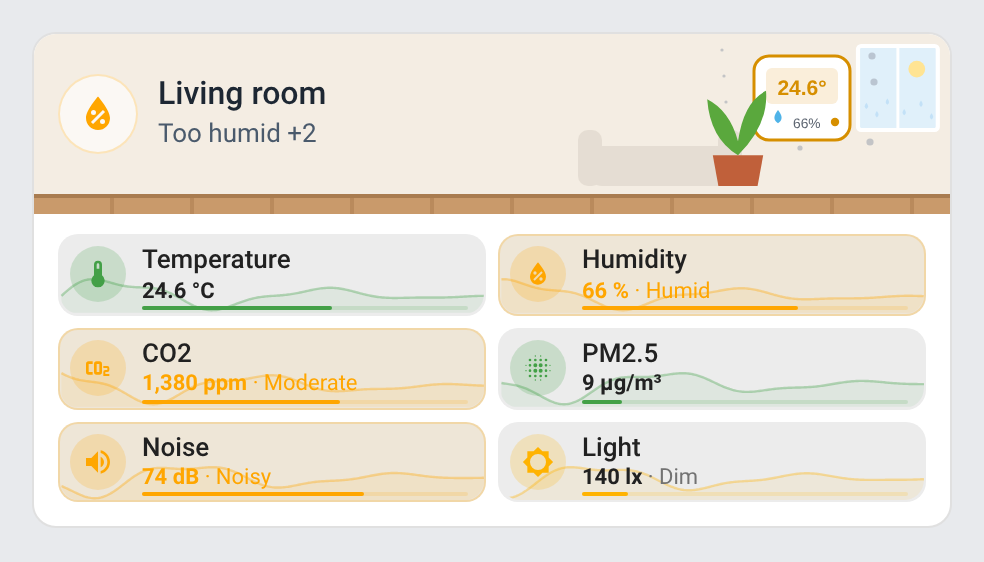 Living room
Too humid +2
24.6°
66%
Temperature
24.6 °C
Humidity
66 % · Humid
CO2
CO2
1,380 ppm · Moderate
PM2.5
9 µg/m³
Noise
74 dB · Noisy
Light
140 lx · Dim